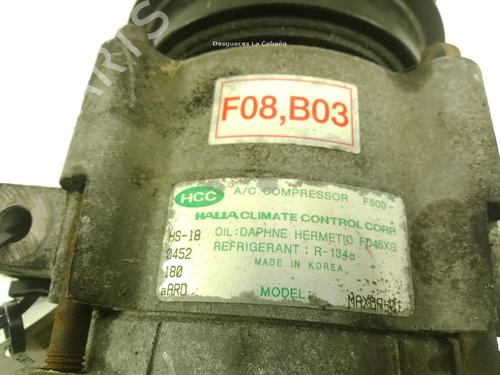 Desguaces La Cabaña
F08,B03
HCC A/C COMPRESSOR F500-
HALLA CLIMATE CONTROL CORP.
HS-18 OIL:DAPHNE HERMETIC FD46XG
0452 REFRIGERANT : R-134a
180 MADE IN KOREA
aARD MODEL